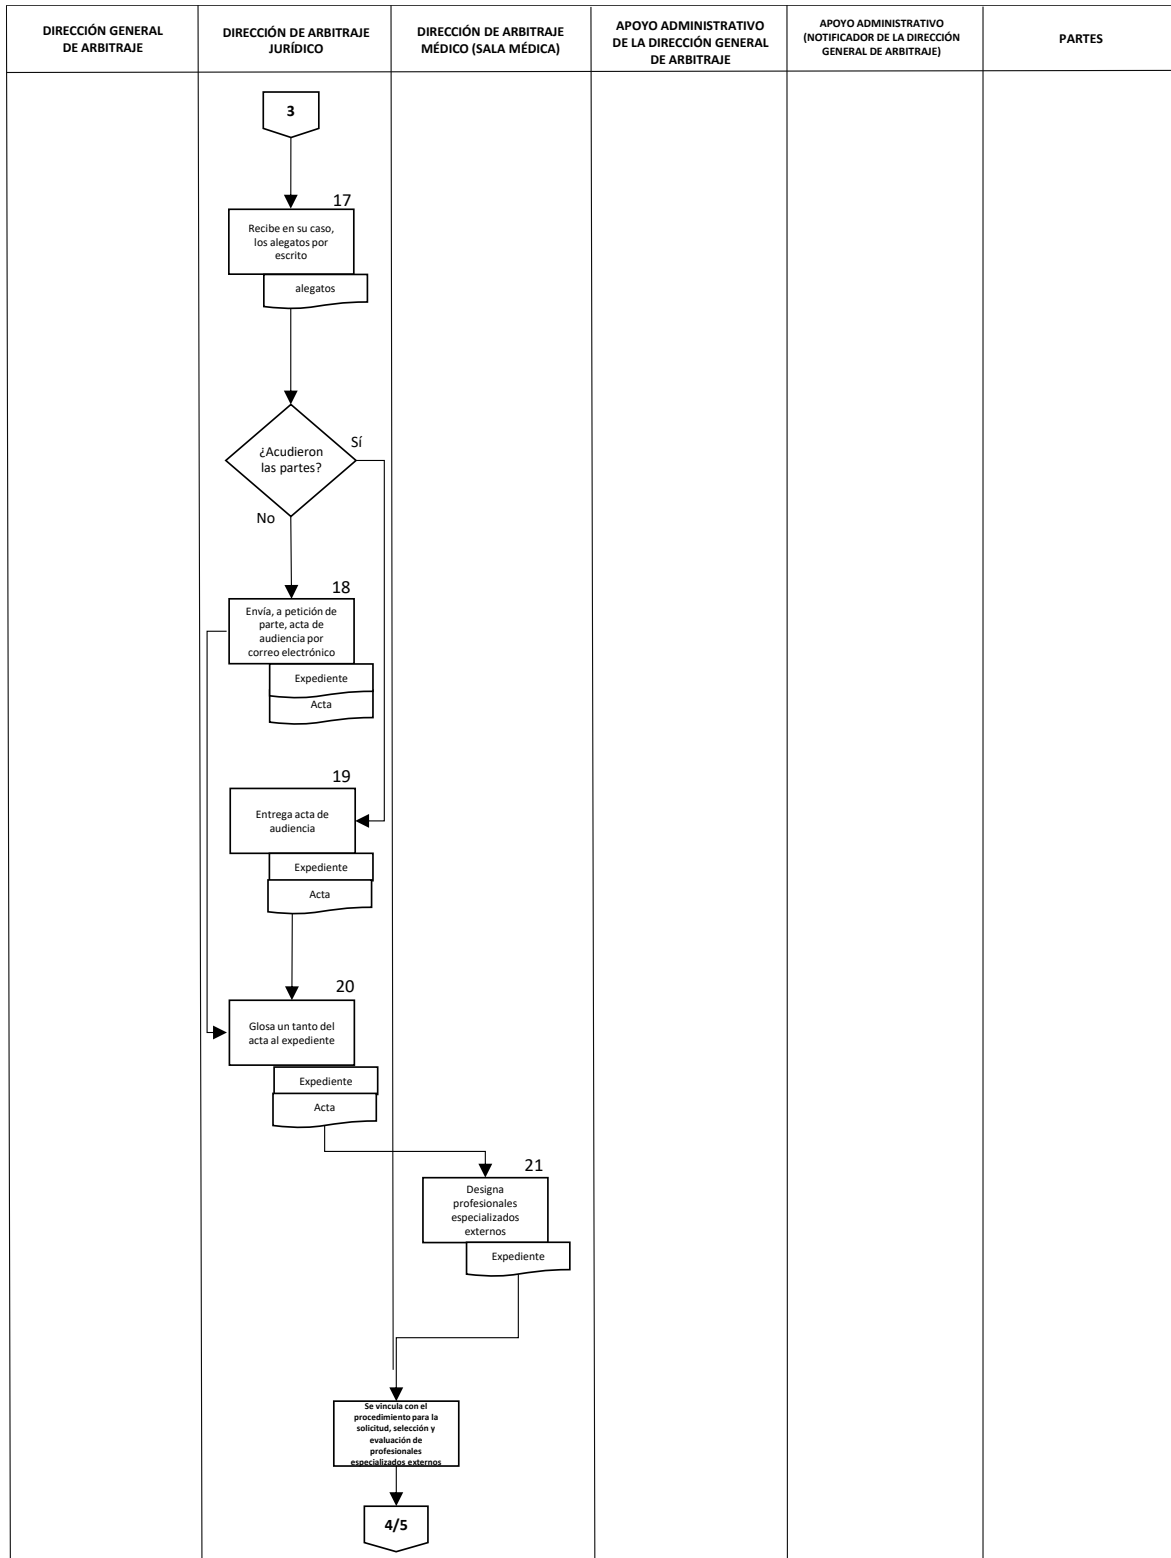 DIRECCIÓN GENERAL
DE ARBITRAJE
DIRECCIÓN DE ARBITRAJE
JURÍDICO
DIRECCIÓN DE ARBITRAJE
MÉDICO (SALA MÉDICA)
APOYO ADMINISTRATIVO
DE LA DIRECCIÓN GENERAL
DE ARBITRAJE
APOYO ADMINISTRATIVO
(NOTIFICADOR DE LA DIRECCIÓN
GENERAL DE ARBITRAJE)
PARTES
3
17
Recibe en su caso,
los alegatos por
escrito
alegatos
¿Acudieron
las partes?
Sí
No
18
Envía, a petición de
parte, acta de
audiencia por
correo electrónico
Expediente
Acta
19
Entrega acta de
audiencia
Expediente
Acta
20
Glosa un tanto del
acta al expediente
Expediente
Acta
21
Designa
profesionales
especializados
externos
Expediente
Se vincula con el
procedimiento para la
solicitud, selección y
evaluación de
profesionales
especializados externos
4/5